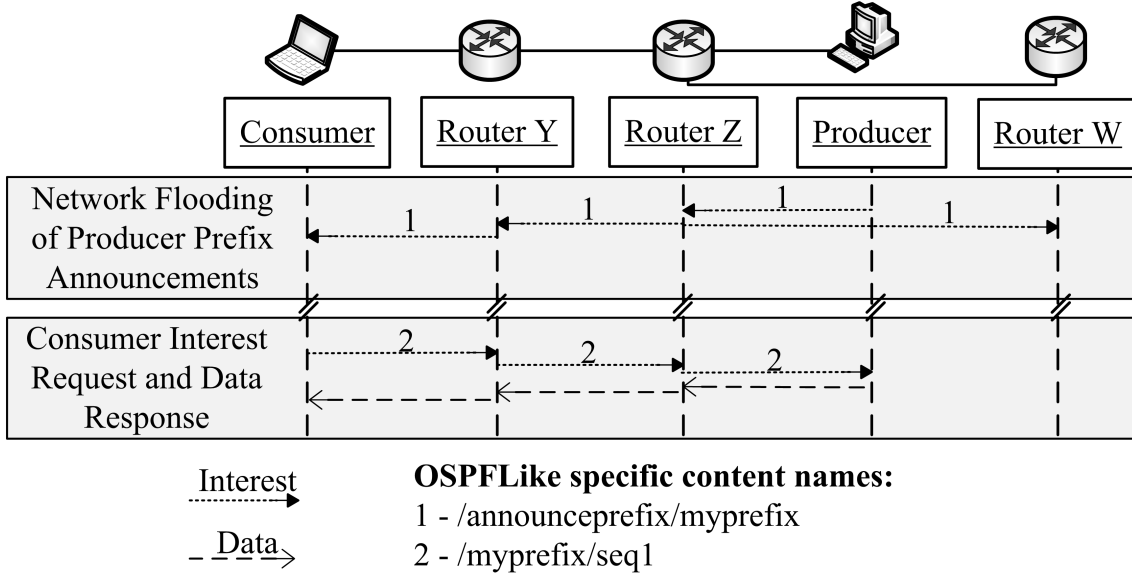 Consumer
Router Y
Router Z
Producer
Router W
Network Flooding
of Producer Prefix
Announcements
1
1
1
1
Consumer Interest
Request and Data
Response
2
2
2
Interest
Data
OSPFLike specific content names:
1 - /announceprefix/myprefix
2 - /myprefix/seq1